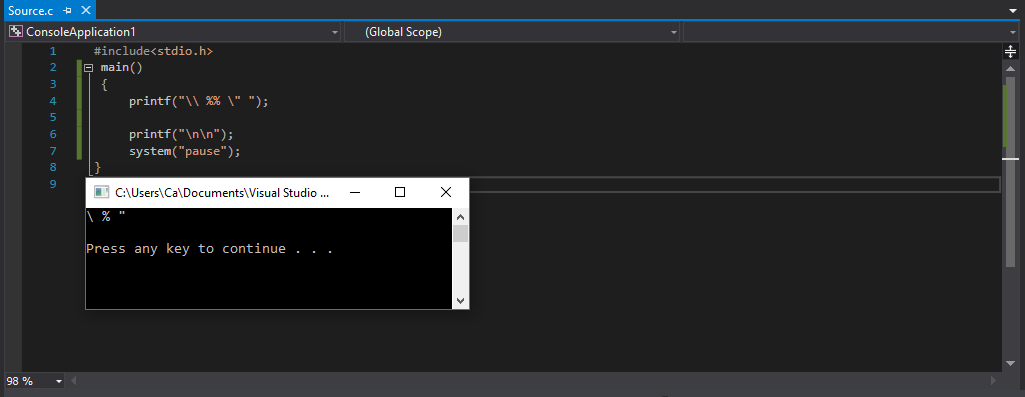 Source.c
ConsoleApplication1 (Global Scope)
1 #include<stdio.h>
2 main()
3 {
4 printf("\\ %% \" ");
5
6 printf("\n\n");
7 system("pause");
8 }
9
C:\Users\Ca\Documents\Visual Studio ...
\ % "
Press any key to continue . . .
98 %